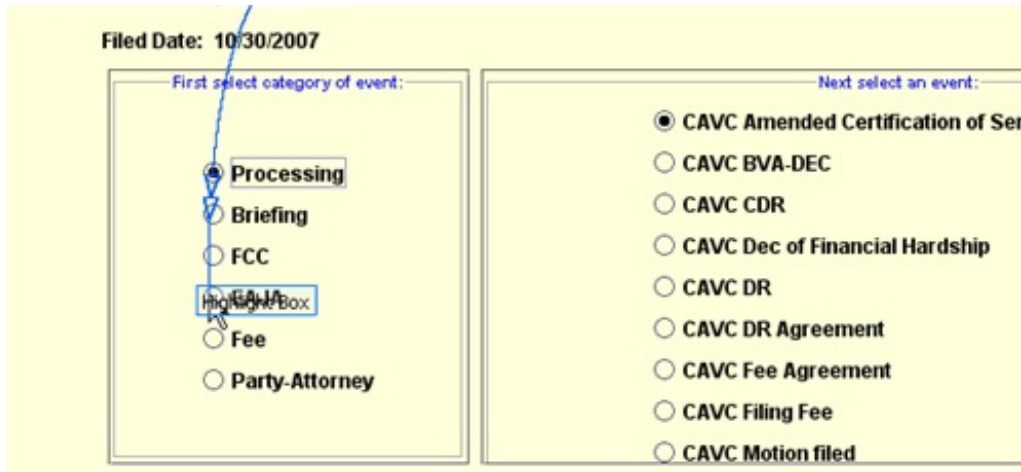 Filed Date: 10/30/2007
First select category of event:
Processing
Briefing
FCC
EAJA
Highlight Box
Fee
Party-Attorney
Next select an event:
CAVC Amended Certification of Ser
CAVC BVA-DEC
CAVC CDR
CAVC Dec of Financial Hardship
CAVC DR
CAVC DR Agreement
CAVC Fee Agreement
CAVC Filing Fee
CAVC Motion filed